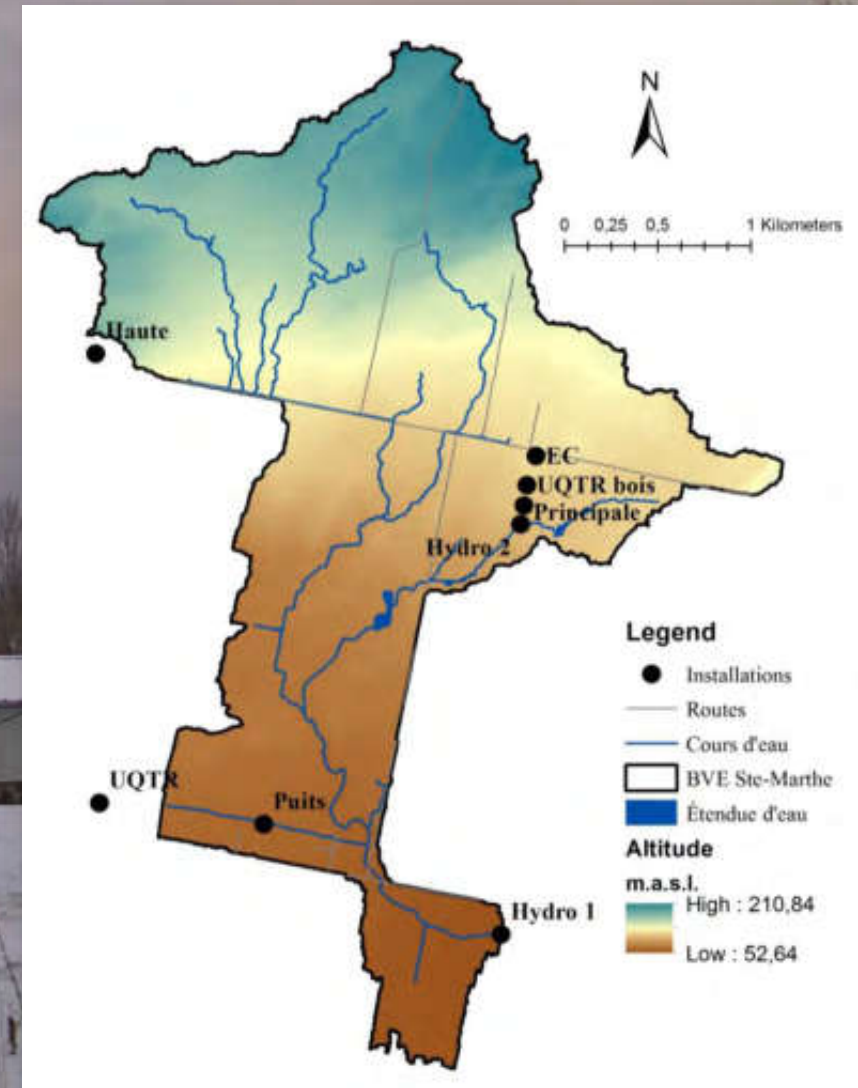 N
0 0,25 0,5 1 Kilometers
Haute
EC
UQTR bois
Principale
Hydro 2
UQTR
Puits
Hydro 1
Legend
Installations
Routes
Cours d'eau
BVE Ste-Marthe
Étendue d'eau
Altitude
m.a.s.l.
High : 210,84
Low : 52,64